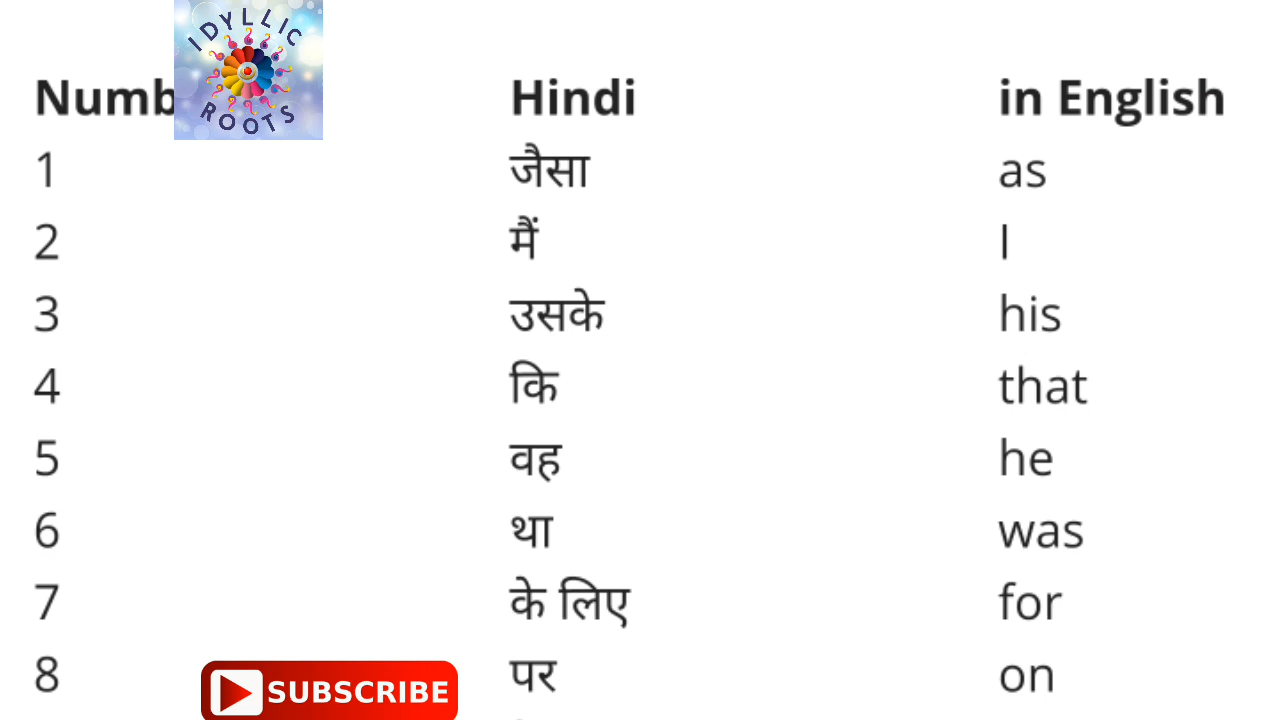 IDYLLIC
ROOTS
Numb Hindi in English
1 जैसा as
2 मैं I
3 उसके his
4 कि that
5 वह he
6 था was
7 के लिए for
8 पर on
SUBSCRIBE